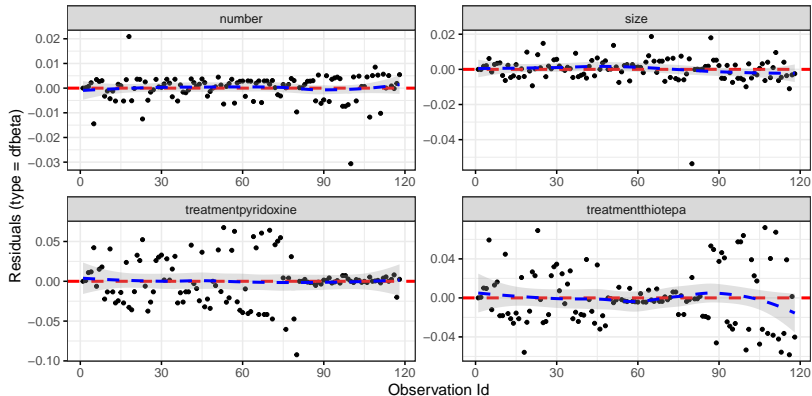 number
size
0.02
0.01
0.00
−0.01
−0.02
−0.03
0.02
0.00
−0.02
−0.04
0 30 60 90 120
0 30 60 90 120
treatmentpyridoxine
treatmentthiotepa
0.05
0.00
−0.05
−0.10
0.04
0.00
−0.04
0 30 60 90 120
0 30 60 90 120
Residuals (type = dfbeta)
Observation Id